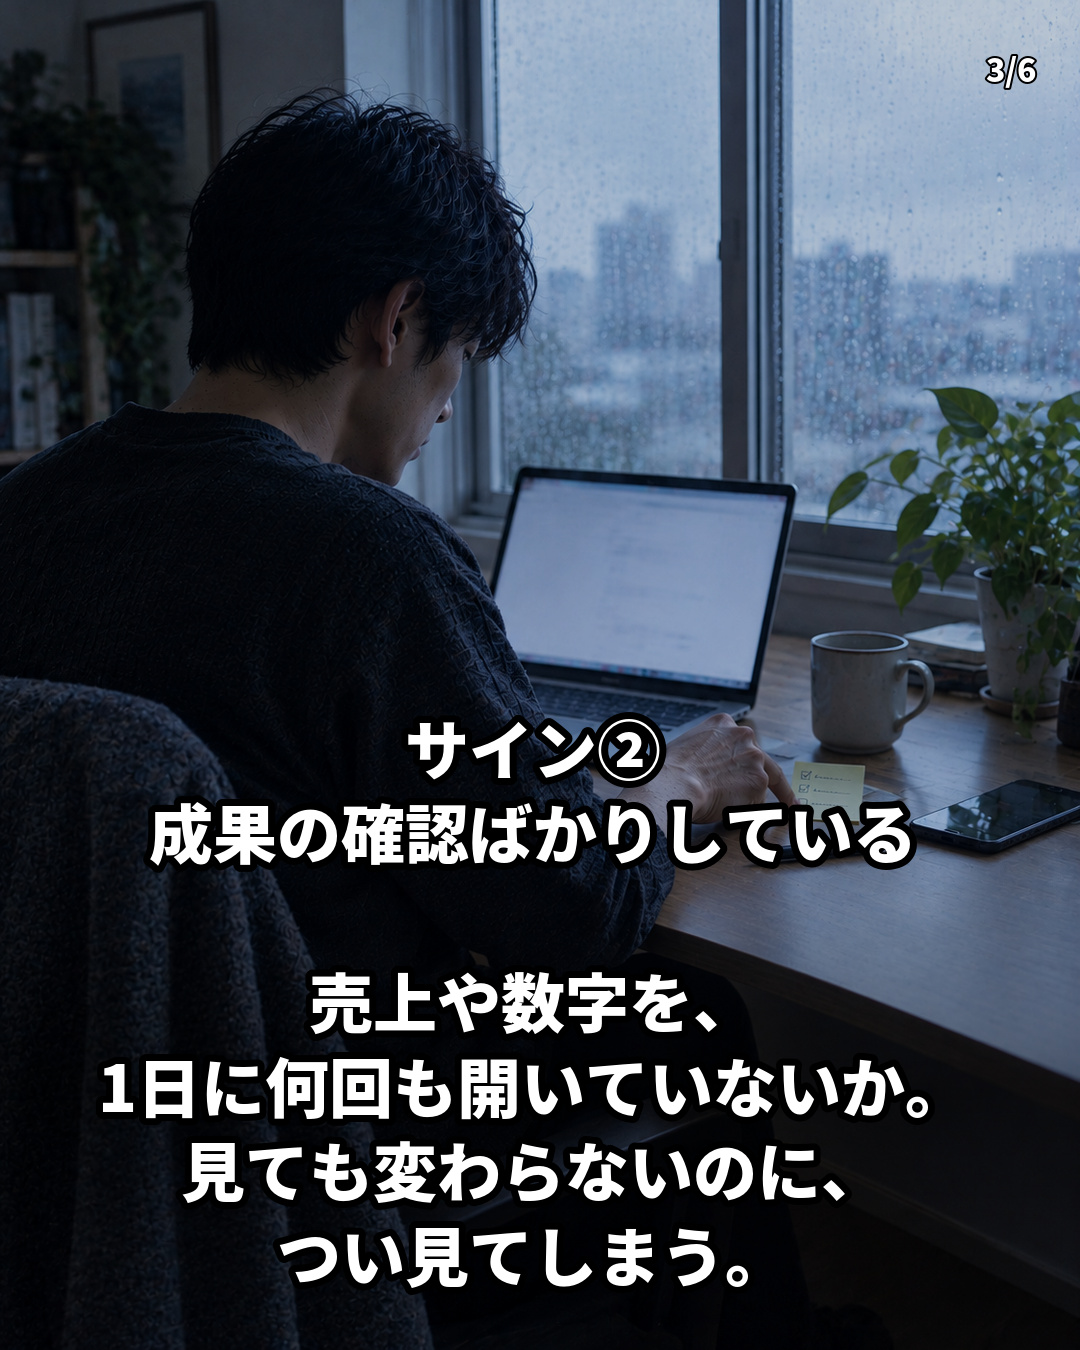 3/6
サイン②
成果の確認ばかりしている
売上や数字を、
1日に何回も開いていないか。
見ても変わらないのに、
つい見てしまう。